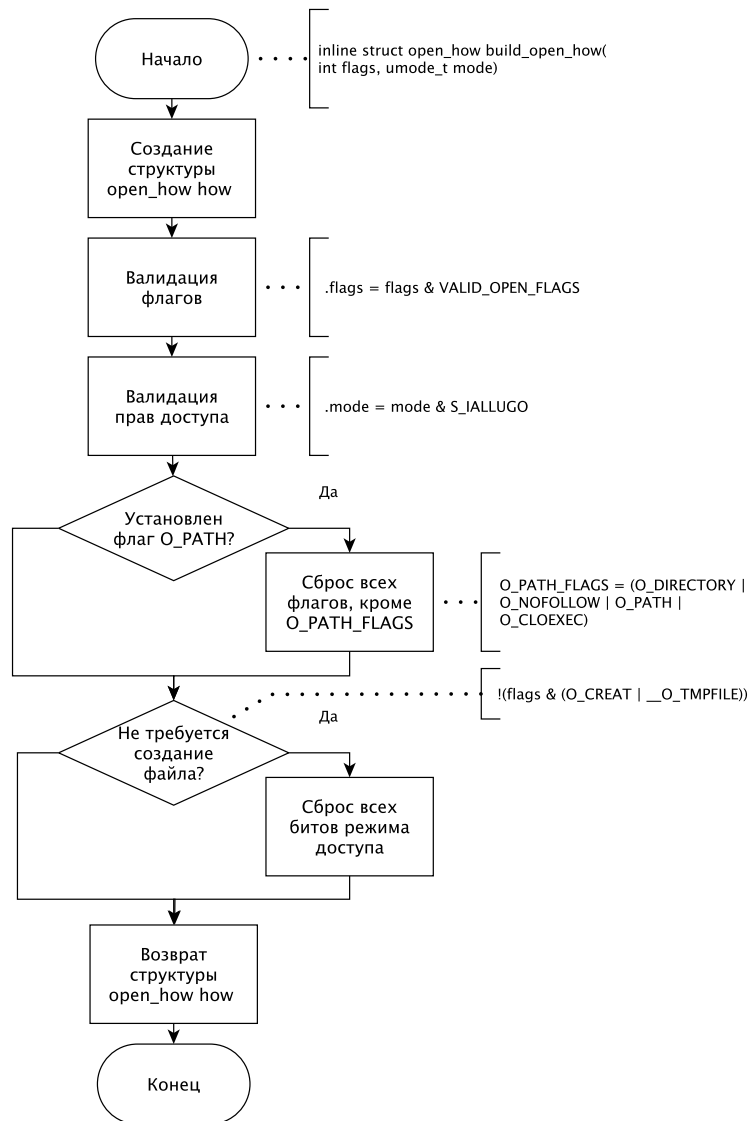 Начало
inline struct open_how build_open_how(
int flags, umode_t mode)
Создание
структуры
open_how how
Валидация
флагов
.flags = flags & VALID_OPEN_FLAGS
Валидация
прав доступа
.mode = mode & S_IALLUGO
Да
Установлен
флаг O_PATH?
Сброс всех
флагов, кроме
O_PATH_FLAGS
O_PATH_FLAGS = (O_DIRECTORY |
O_NOFOLLOW | O_PATH |
O_CLOEXEC)
!(flags & (O_CREAT | __O_TMPFILE))
Да
Не требуется
создание
файла?
Сброс всех
битов режима
доступа
Возврат
структуры
open_how how
Конец